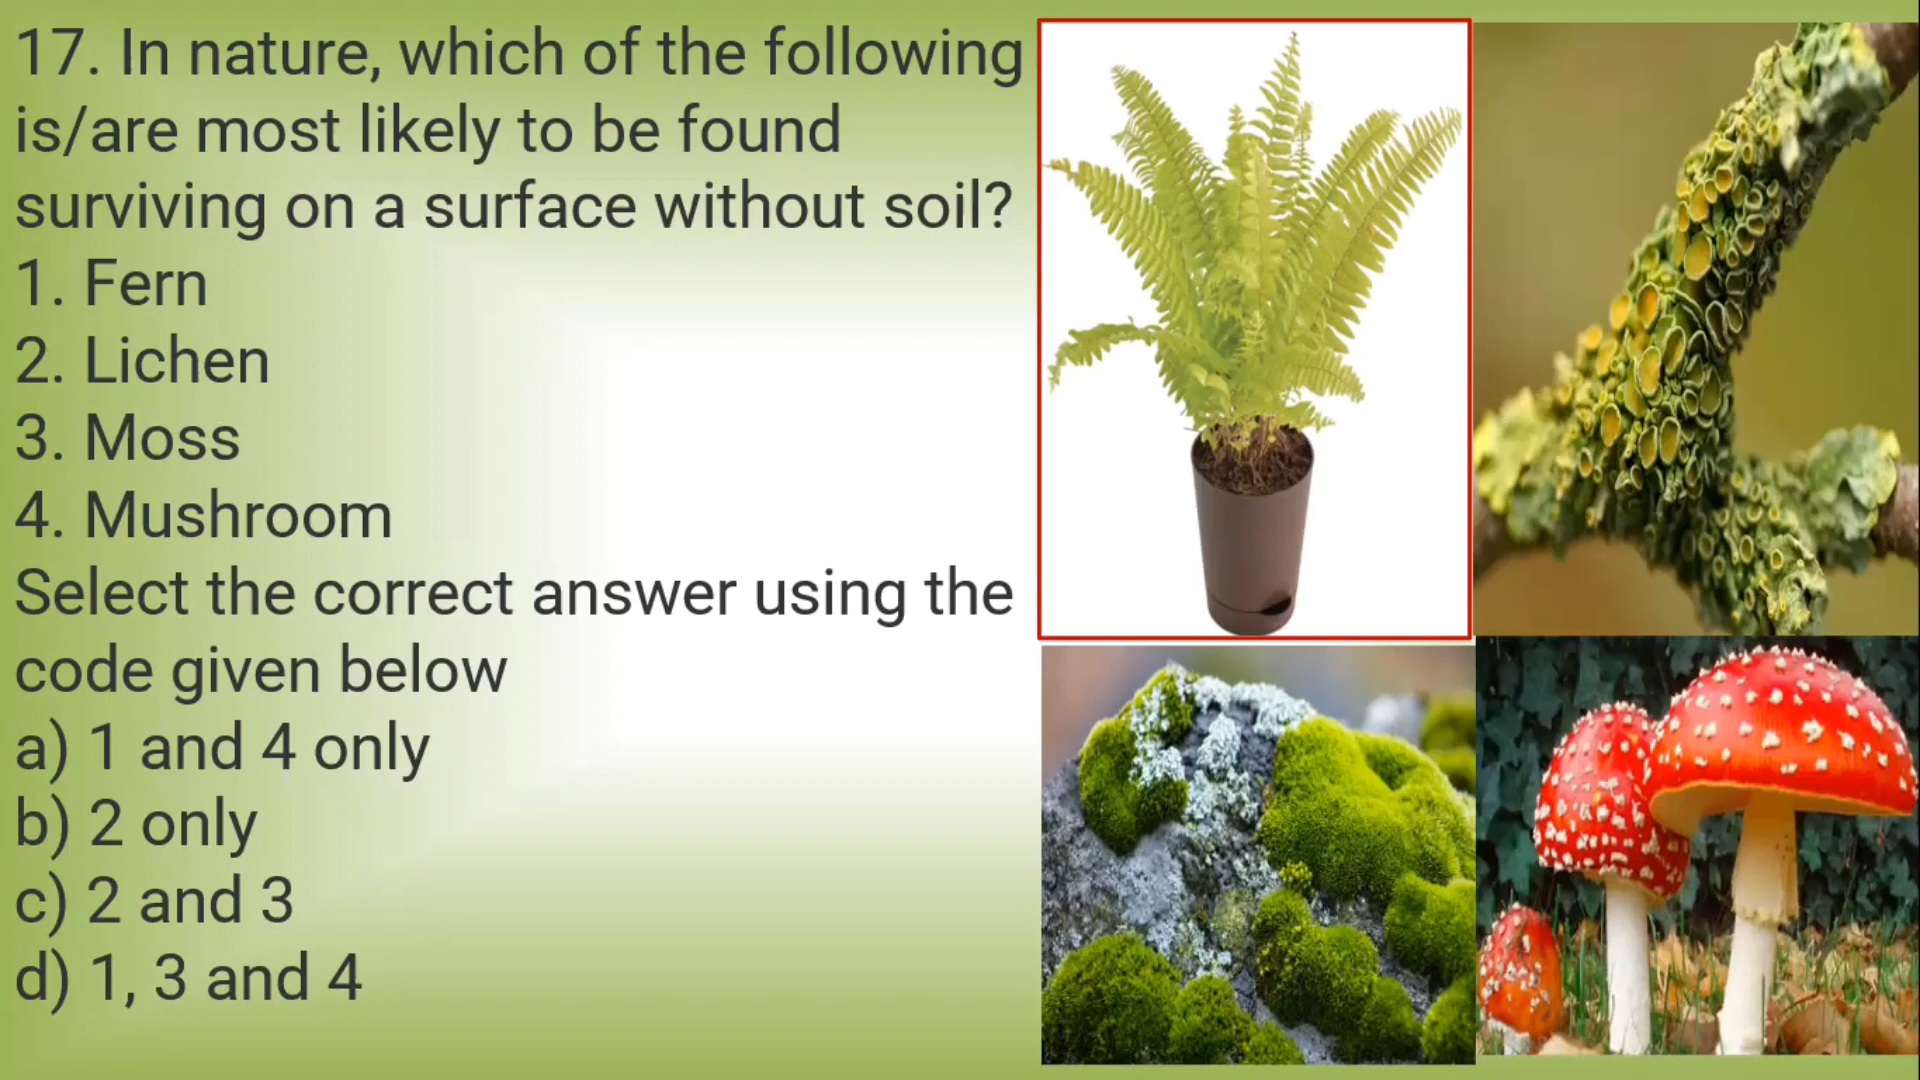 17. In nature, which of the following
is/are most likely to be found
surviving on a surface without soil?
1. Fern
2. Lichen
3. Moss
4. Mushroom
Select the correct answer using the
code given below
a) 1 and 4 only
b) 2 only
c) 2 and 3
d) 1, 3 and 4